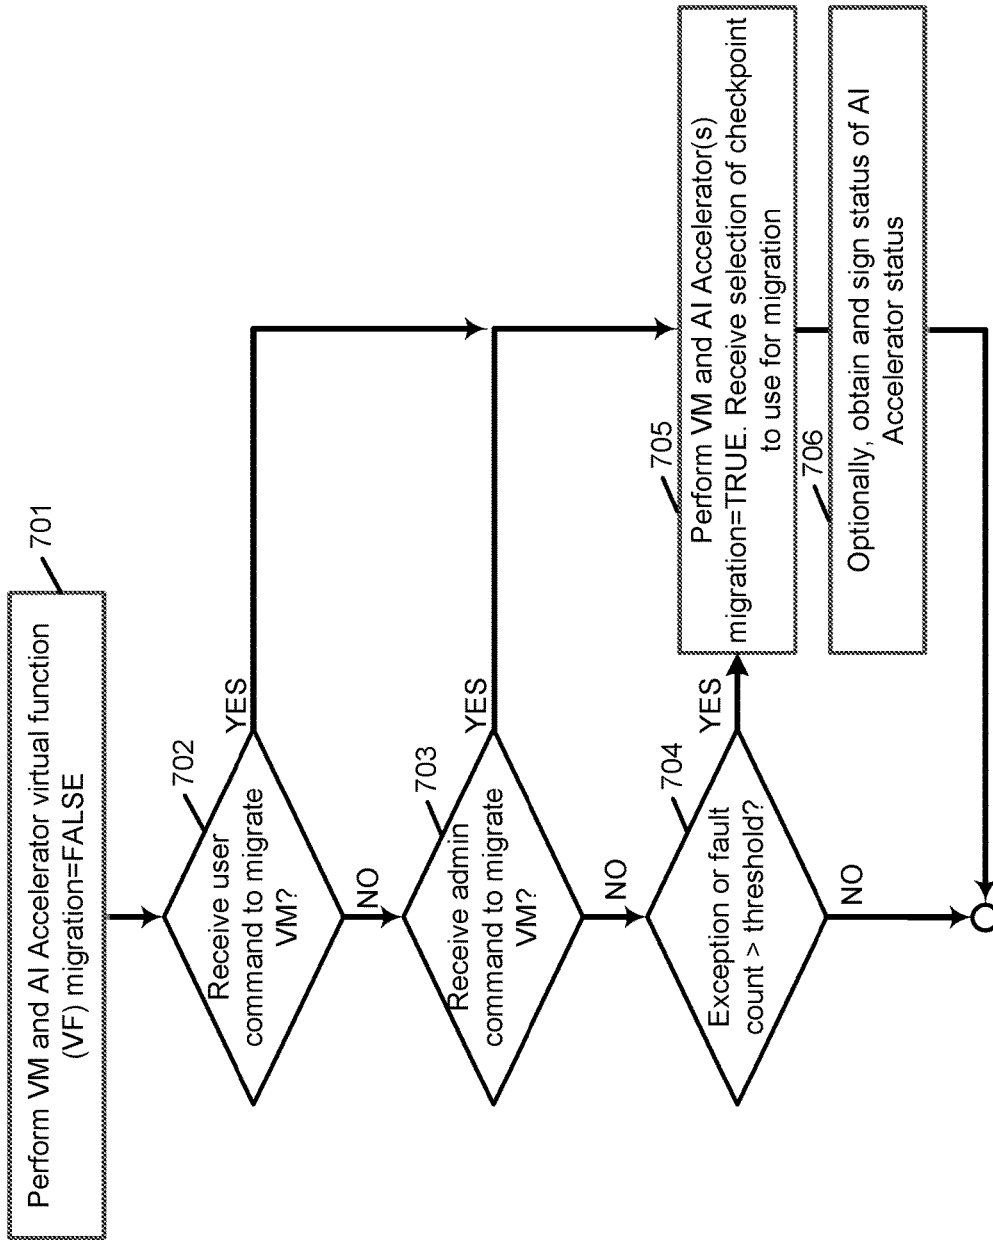 Perform VM and AI Accelerator virtual function
(VF) migration=FALSE
701
702
Receive user
command to migrate
VM?
YES
NO
703
Receive admin
command to migrate
VM?
YES
NO
704
Exception or fault
count > threshold?
YES
NO
705
Perform VM and AI Accelerator(s)
migration=TRUE. Receive selection of checkpoint
to use for migration
706
Optionally, obtain and sign status of AI
Accelerator status